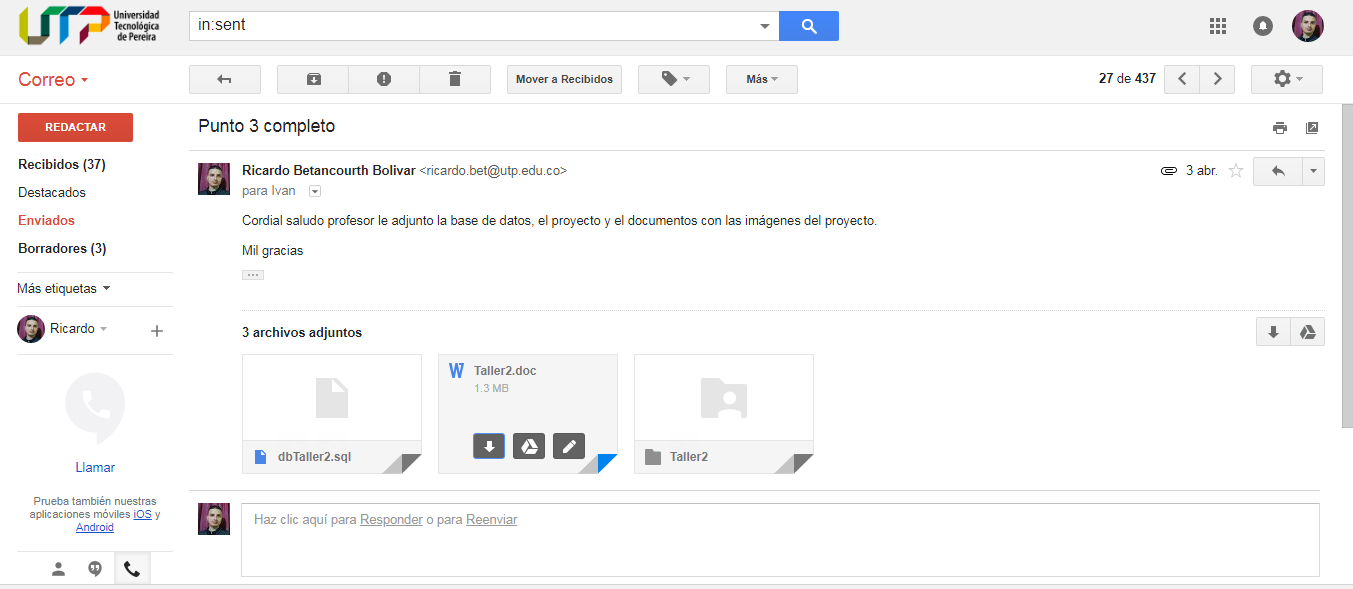 UTP Universidad
Tecnológica
de Pereira
in:sent
Correo
Mover a Recibidos
Más
27 de 437
REDACTAR
Recibidos (37)
Destacados
Enviados
Borradores (3)
Más etiquetas
Ricardo
Llamar
Prueba también nuestras
aplicaciones móviles iOS y
Android
Punto 3 completo
Ricardo Betancourth Bolivar <ricardo.bet@utp.edu.co>
3 abr.
para Ivan
Cordial saludo profesor le adjunto la base de datos, el proyecto y el documentos con las imágenes del proyecto.
Mil gracias
3 archivos adjuntos
dbTaller2.sql
W Taller2.doc
1.3 MB
Taller2
Haz clic aquí para Responder o para Reenviar